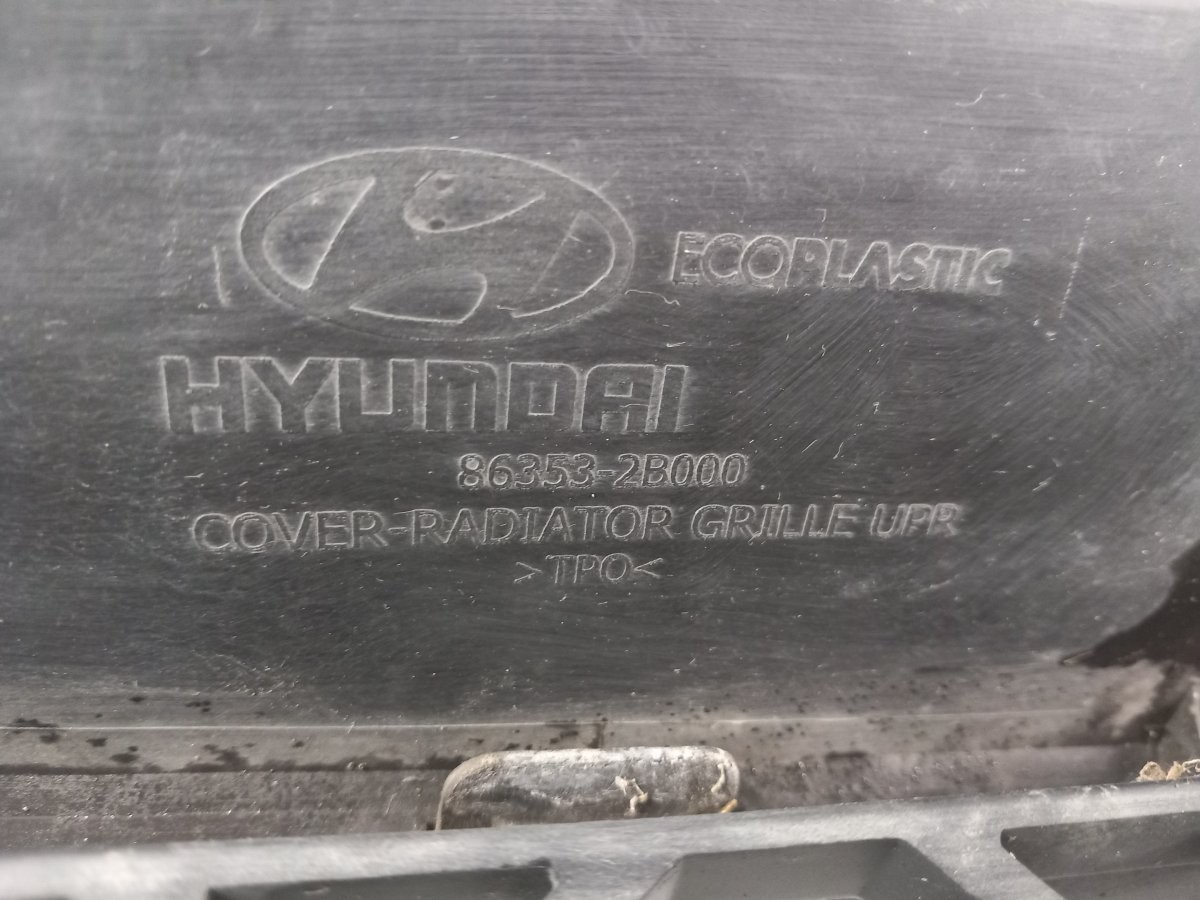 ECOPLASTIC
HYUNDAI
86353-2B000
COVER-RADIATOR GRILLE UPR
>TPO<